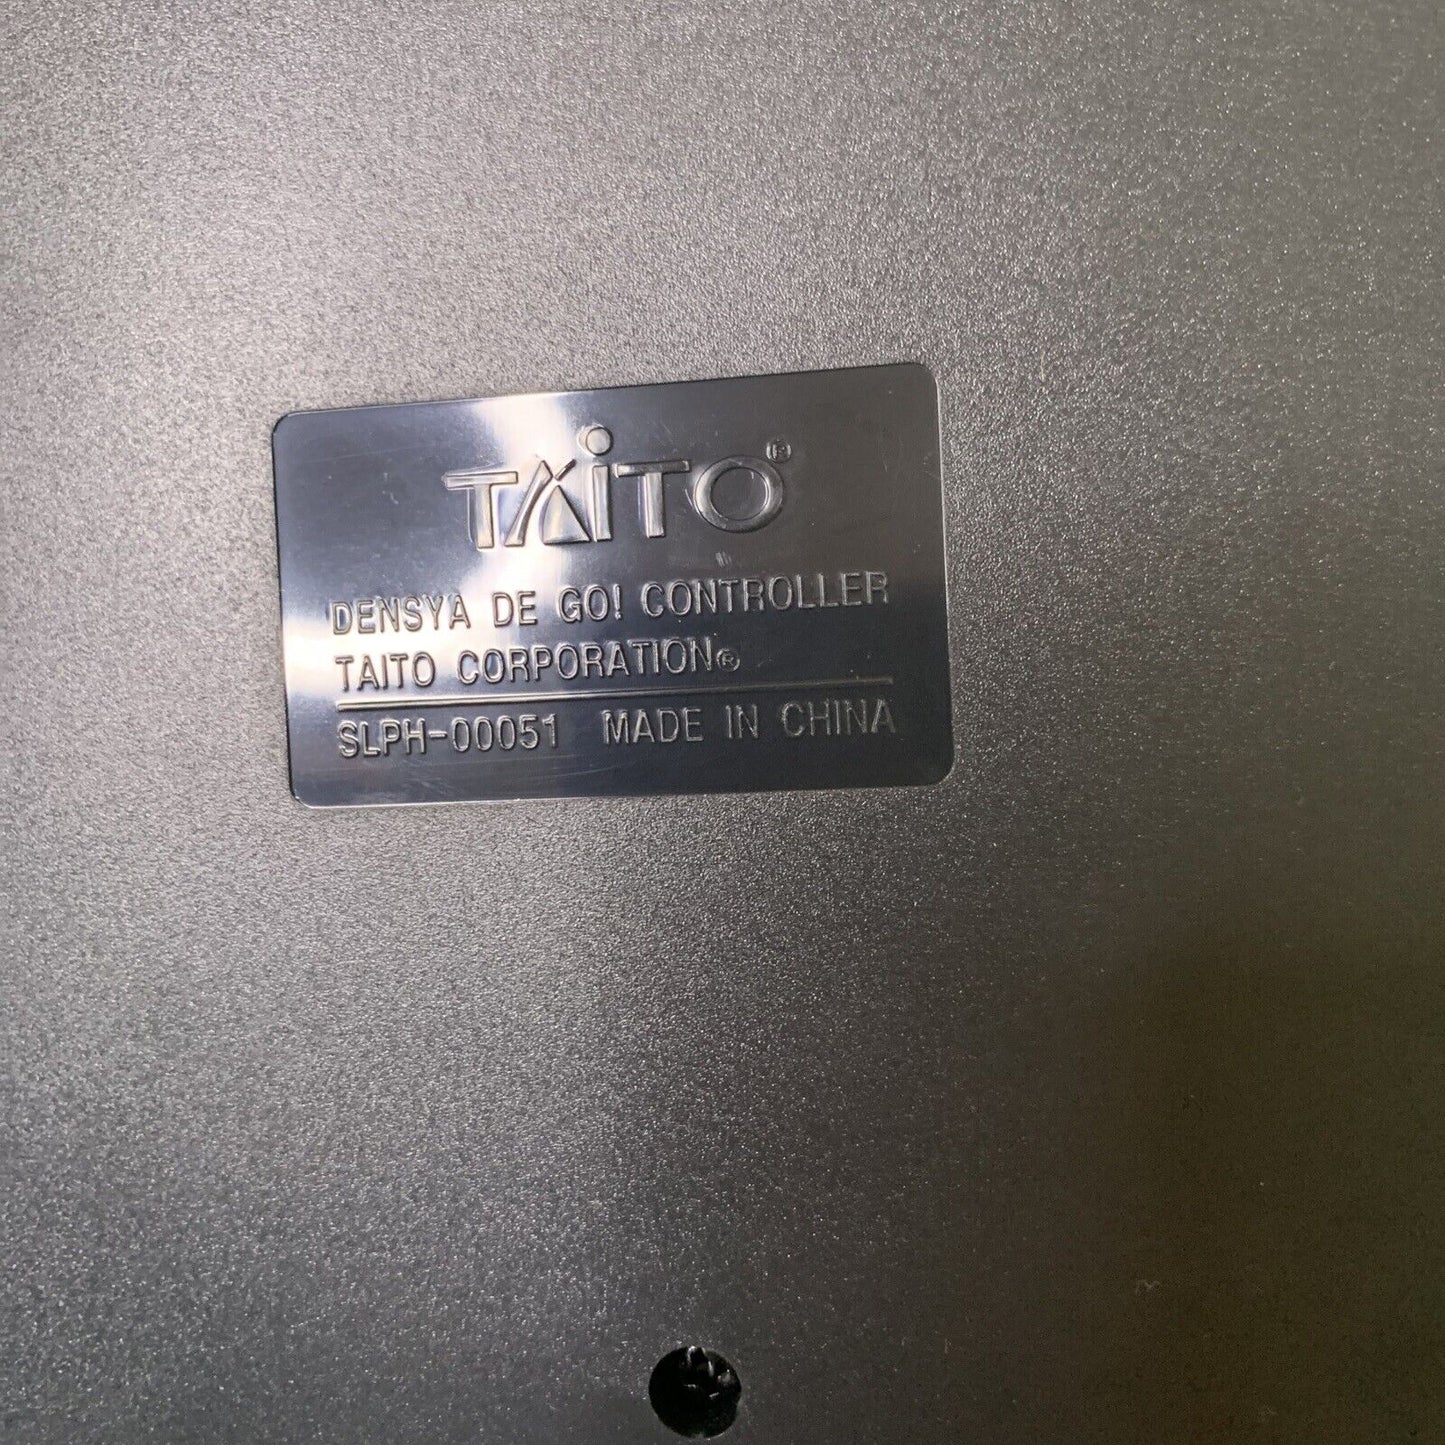 TAiTO®
DENSYA DE GO! CONTROLLER
TAITO CORPORATION®
SLPH-00051 MADE IN CHINA